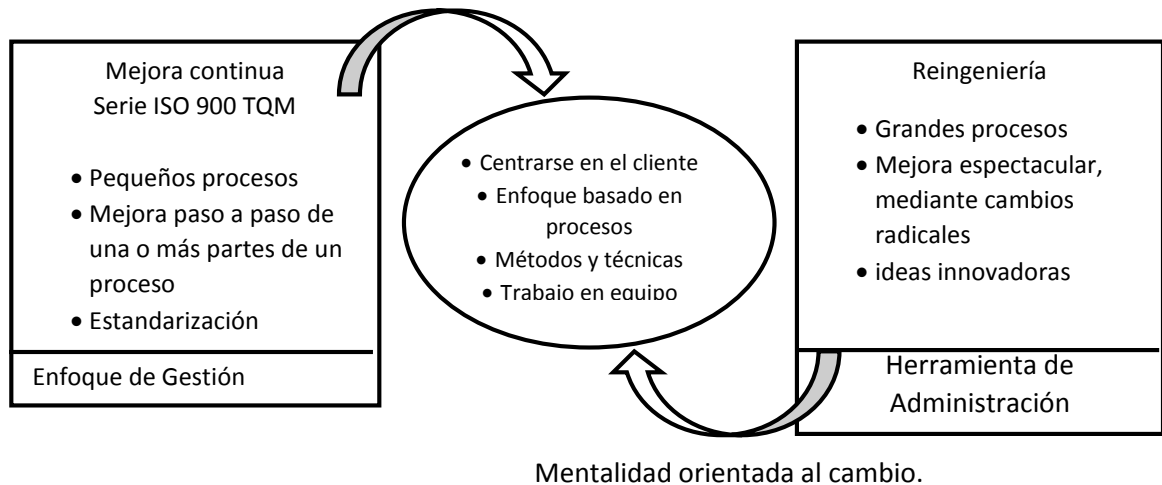 Mejora continua
Serie ISO 900 TQM
• Pequeños procesos
• Mejora paso a paso de
una o más partes de un
proceso
• Estandarización
Enfoque de Gestión
• Centrarse en el cliente
• Enfoque basado en
procesos
• Métodos y técnicas
• Trabajo en equipo
Reingeniería
• Grandes procesos
• Mejora espectacular,
mediante cambios
radicales
• ideas innovadoras
Herramienta de
Administración
Mentalidad orientada al cambio.